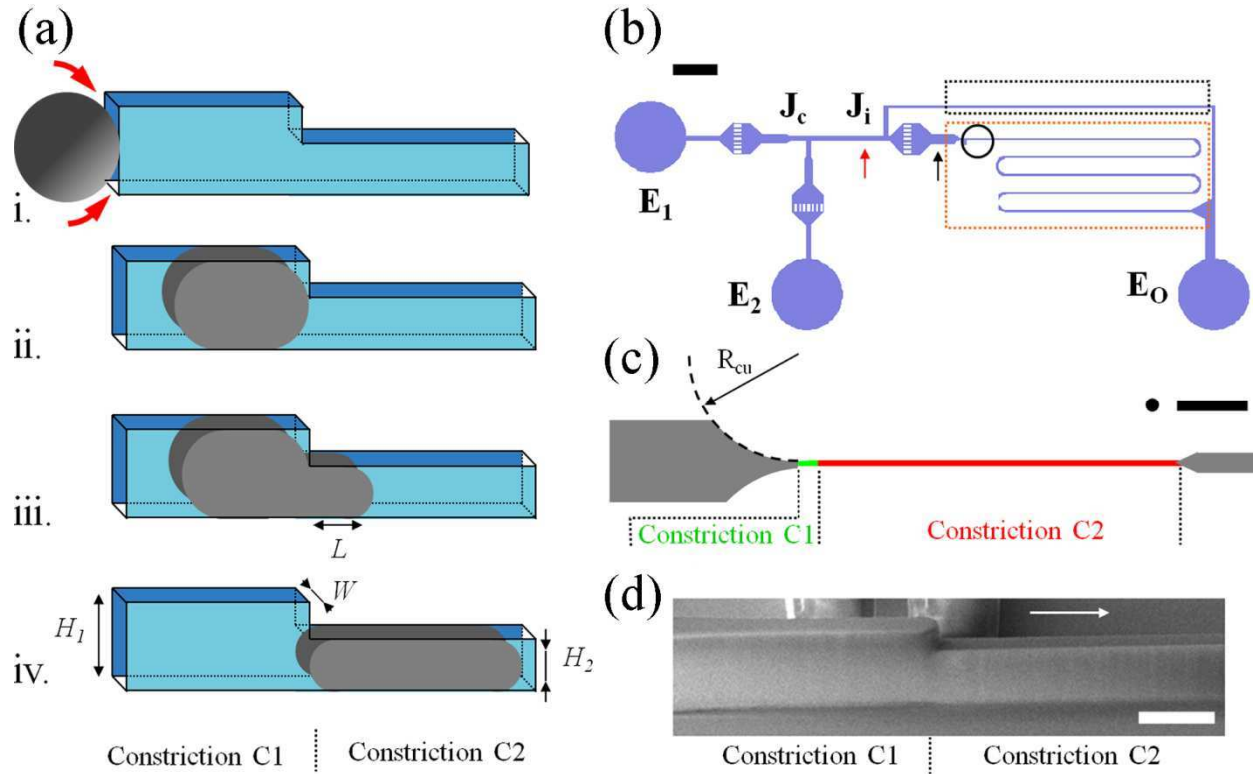 (a)
i.
ii.
iii.
L
iv.
H1
W
H2
Constriction C1
Constriction C2
(b)
E1
Jc
Ji
E2
EO
(c)
Rcu
Constriction C1
Constriction C2
(d)
Constriction C1
Constriction C2